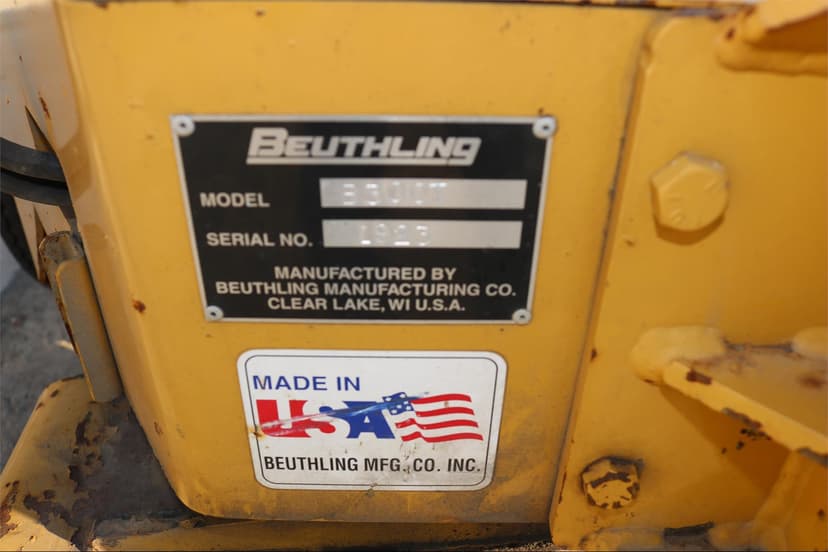 BEUTHLING
MODEL
SERIAL NO. 1923
MANUFACTURED BY
BEUTHLING MANUFACTURING CO.
CLEAR LAKE, WI U.S.A.
MADE IN
USA
BEUTHLING MFG. CO. INC.